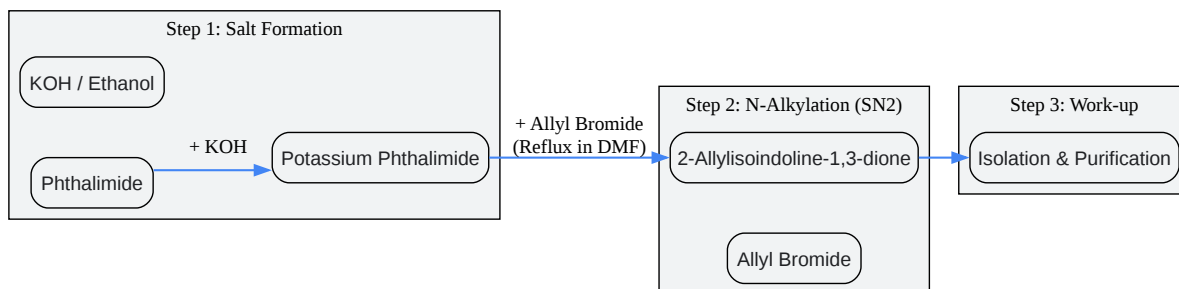 Step 1: Salt Formation
KOH / Ethanol
Phthalimide
+ KOH
Potassium Phthalimide
+ Allyl Bromide
(Reflux in DMF)
Step 2: N-Alkylation (SN2)
2-Allylisoindoline-1,3-dione
Allyl Bromide
Step 3: Work-up
Isolation & Purification